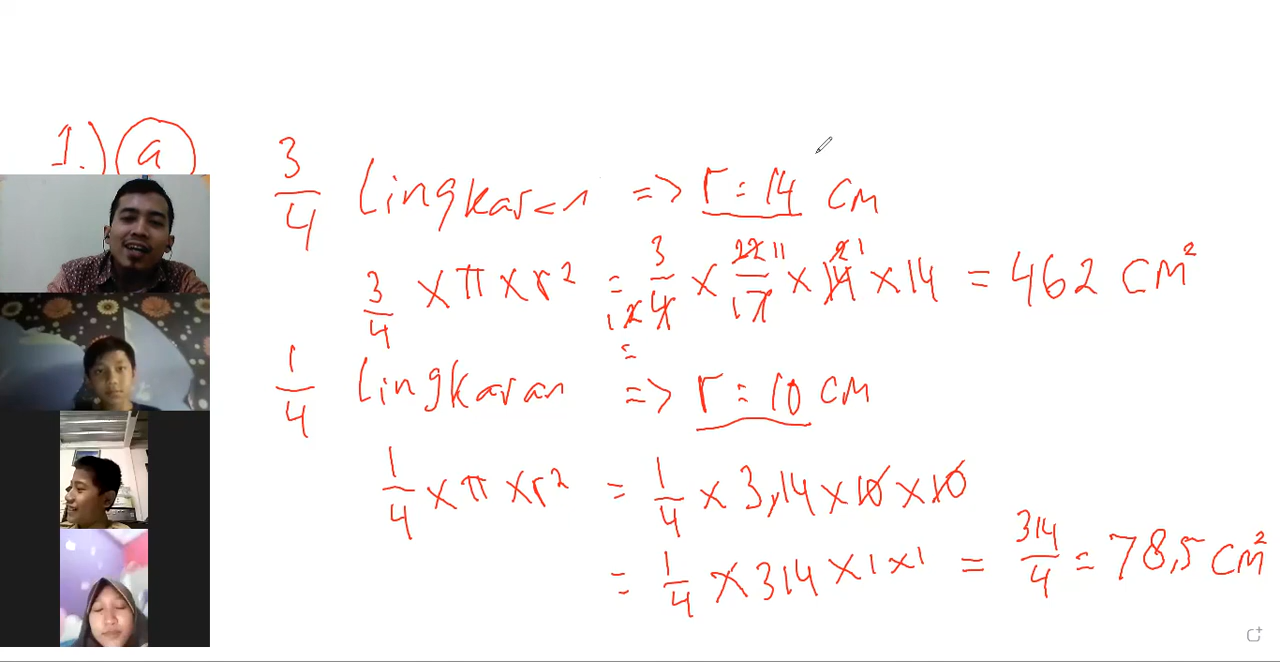 1.) a
3/4 lingkaran => r = 14 cm
3/4 × π × r² = 3/4 × 22/7 × 14 × 14 = 462 cm²
=
1/4 lingkaran => r = 10 cm
1/4 × π × r² = 1/4 × 3,14 × 10 × 10
= 1/4 × 314 × 1 × 1 = 314/4 = 78,5 cm²